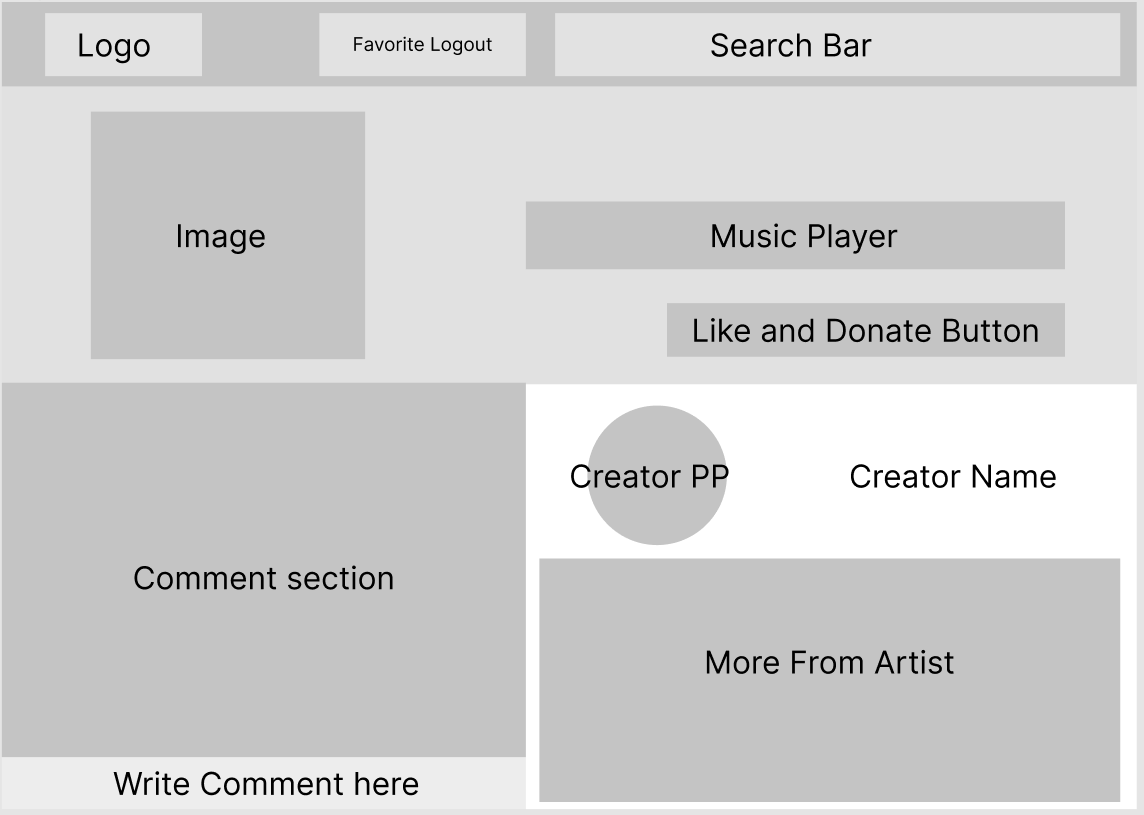 Logo
Favorite Logout
Search Bar
Image
Music Player
Like and Donate Button
Creator PP
Creator Name
Comment section
More From Artist
Write Comment here